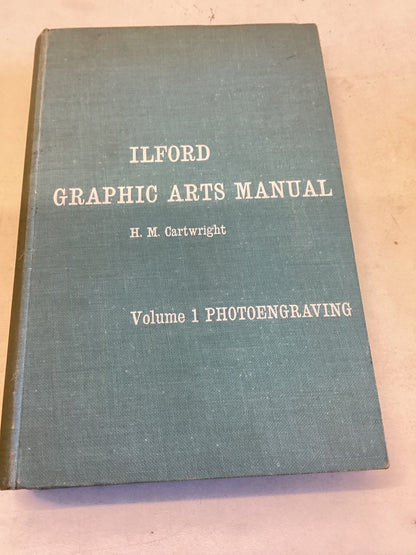 ILFORD
GRAPHIC ARTS MANUAL
H. M. Cartwright
Volume 1 PHOTOENGRAVING